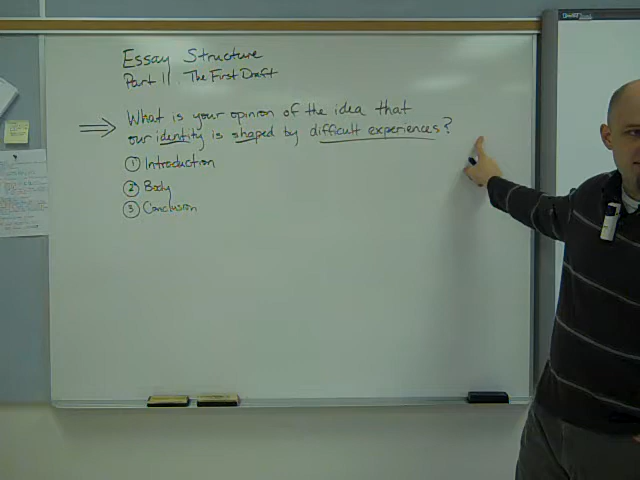 Essay Structure
Part II The First Draft
What is your opinion of the idea that
our identity is shaped by difficult experiences?
① Introduction
② Body
③ Conclusion